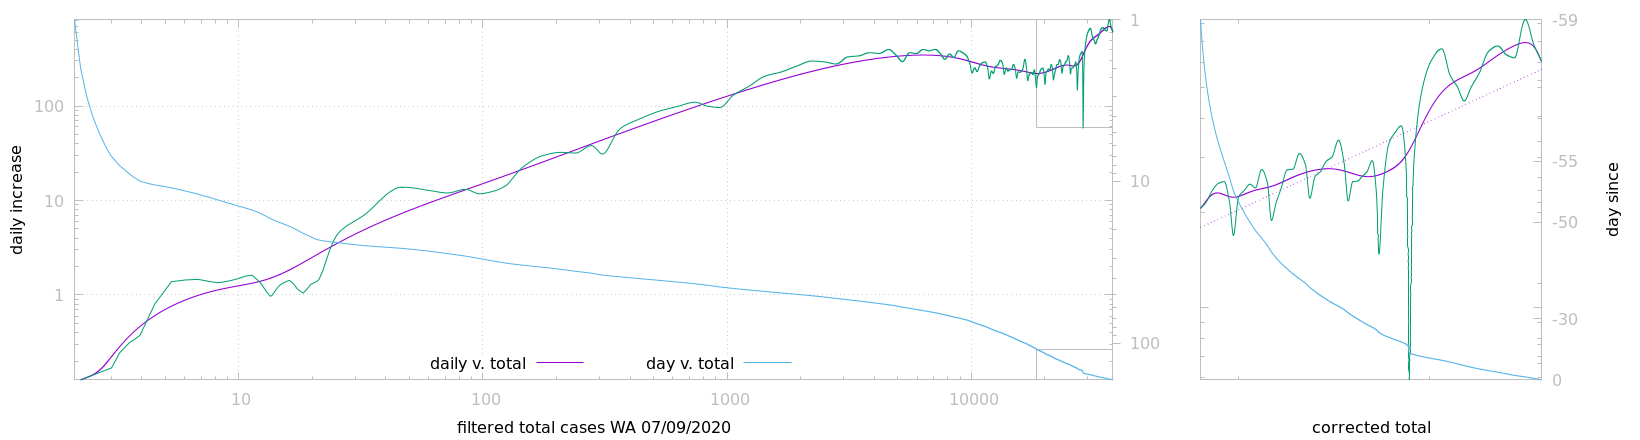 daily increase
100
10
1
1
10
100
daily v. total
day v. total
10
100
1000
10000
filtered total cases WA 07/09/2020
-59
-55
-50
-30
0
day since
corrected total